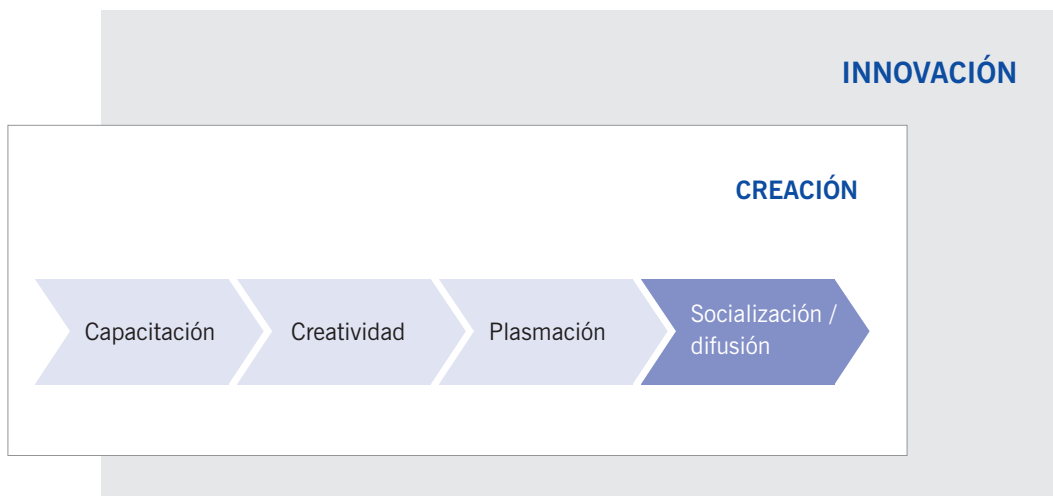 INNOVACIÓN
CREACIÓN
Capacitación
Creatividad
Plasmación
Socialización /
difusión